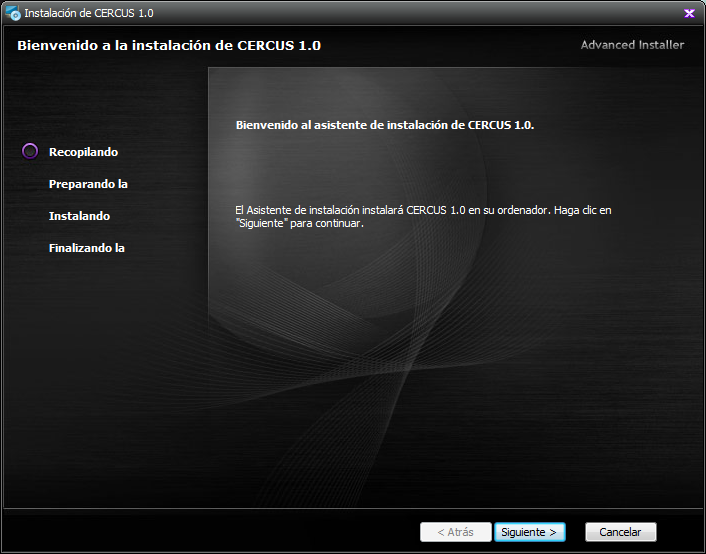 Instalación de CERCUS 1.0
Bienvenido a la instalación de CERCUS 1.0
Advanced Installer
Bienvenido al asistente de instalación de CERCUS 1.0.
Recopilando
Preparando la
Instalando
Finalizando la
El Asistente de instalación instalará CERCUS 1.0 en su ordenador. Haga clic en
"Siguiente" para continuar.
< Atrás
Siguiente >
Cancelar